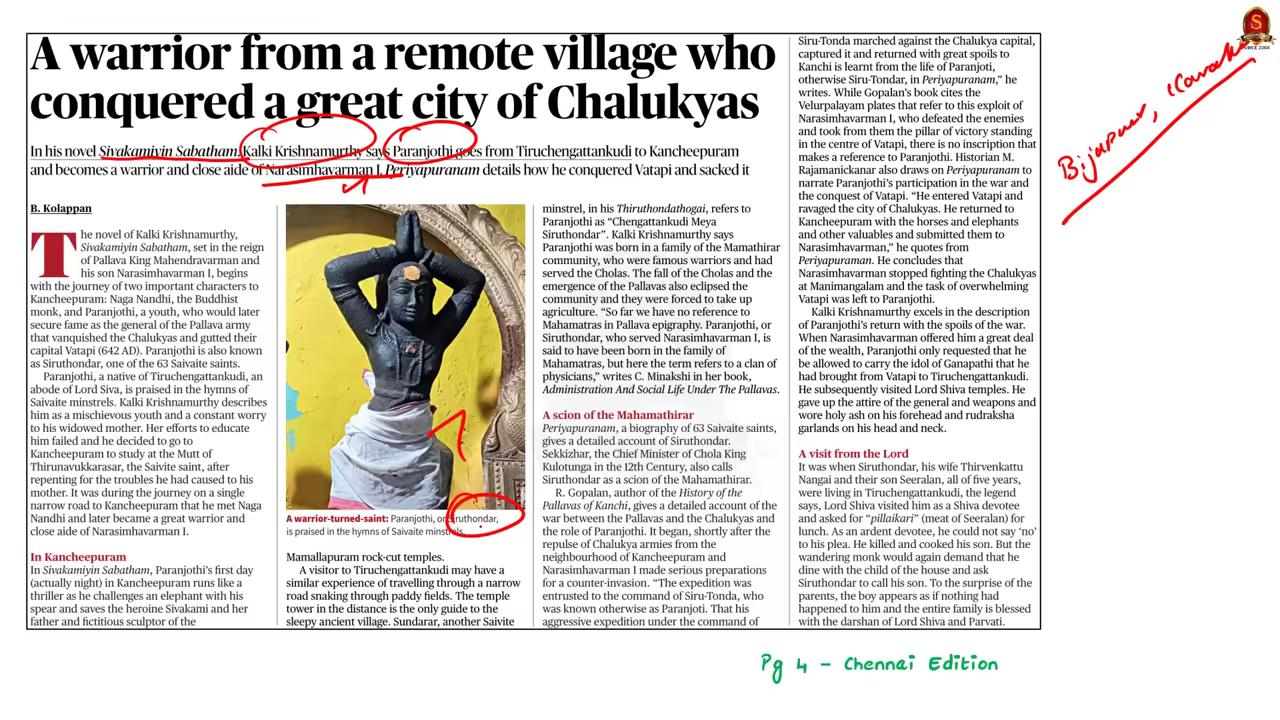 A warrior from a remote village who
conquered a great city of Chalukyas
In his novel Sivakamiyin Sabatham, Kalki Krishnamurthy says Paranjothi goes from Tiruchengattankudi to Kancheepuram
and becomes a warrior and close aide of Narasimhavarman I. Periyapuranam details how he conquered Vatapi and sacked it
B. Kolappan
The novel of Kalki Krishnamurthy,
Sivakamiyin Sabatham, set in the reign
of Pallava King Mahendravarman and
his son Narasimhavarman I, begins
with the journey of two important characters to
Kancheepuram: Naga Nandhi, the Buddhist
monk, and Paranjothi, a youth, who would later
secure fame as the general of the Pallava army
that vanquished the Chalukyas and gutted their
capital Vatapi (642 AD). Paranjothi is also known
as Siruthondar, one of the 63 Saivaite saints.
Paranjothi, a native of Tiruchengattankudi, an
abode of Lord Siva, is praised in the hymns of
Saivaite minstrels. Kalki Krishnamurthy describes
him as a mischievous youth and a constant worry
to his widowed mother. Her efforts to educate
him failed and he decided to go to
Kancheepuram to study at the Mutt of
Thirunavukkarasar, the Saivite saint, after
repenting for the troubles he had caused to his
mother. It was during the journey on a single
narrow road to Kancheepuram that he met Naga
Nandhi and later became a great warrior and
close aide of Narasimhavarman I.
In Kancheepuram
In Sivakamiyin Sabatham, Paranjothi's first day
(actually night) in Kancheepuram runs like a
thriller as he challenges an elephant with his
spear and saves the heroine Sivakami and her
father and fictitious sculptor of the
A warrior-turned-saint: Paranjothi, or Siruthondar,
is praised in the hymns of Saivaite minstrels.
Mamallapuram rock-cut temples.
A visitor to Tiruchengattankudi may have a
similar experience of travelling through a narrow
road snaking through paddy fields. The temple
tower in the distance is the only guide to the
sleepy ancient village. Sundarar, another Saivite
minstrel, in his Thiruthondathogai, refers to
Paranjothi as “Chengattankudi Meya
Siruthondar”. Kalki Krishnamurthy says
Paranjothi was born in a family of the Mamathirar
community, who were famous warriors and had
served the Cholas. The fall of the Cholas and the
emergence of the Pallavas also eclipsed the
community and they were forced to take up
agriculture. “So far we have no reference to
Mahamatras in Pallava epigraphy. Paranjothi, or
Siruthondar, who served Narasimhavarman I, is
said to have been born in the family of
Mahamatras, but here the term refers to a clan of
physicians,” writes C. Minakshi in her book,
Administration And Social Life Under The Pallavas.
A scion of the Mahamathirar
Periyapuranam, a biography of 63 Saivaite saints,
gives a detailed account of Siruthondar.
Sekkizhar, the Chief Minister of Chola King
Kulotunga in the 12th Century, also calls
Siruthondar as a scion of the Mahamathirar.
R. Gopalan, author of the History of the
Pallavas of Kanchi, gives a detailed account of the
war between the Pallavas and the Chalukyas and
the role of Paranjothi. It began, shortly after the
repulse of Chalukya armies from the
neighbourhood of Kancheepuram and
Narasimhavarman I made serious preparations
for a counter-invasion. “The expedition was
entrusted to the command of Siru-Tonda, who
was known otherwise as Paranjoti. That his
aggressive expedition under the command of
Siru-Tonda marched against the Chalukya capital,
captured it and returned with great spoils to
Kanchi is learnt from the life of Paranjoti,
otherwise Siru-Tondar, in Periyapuranam,” he
writes. While Gopalan's book cites the
Velurpalayam plates that refer to this exploit of
Narasimhavarman I, who defeated the enemies
and took from them the pillar of victory standing
in the centre of Vatapi, there is no inscription that
makes a reference to Paranjothi. Historian M.
Rajamanickanar also draws on Periyapuranam to
narrate Paranjothi's participation in the war and
the conquest of Vatapi. “He entered Vatapi and
ravaged the city of Chalukyas. He returned to
Kancheepuram with the horses and elephants
and other valuables and submitted them to
Narasimhavarman,” he quotes from
Periyapuraman. He concludes that
Narasimhavarman stopped fighting the Chalukyas
at Manimangalam and the task of overwhelming
Vatapi was left to Paranjothi.
Kalki Krishnamurthy excels in the description
of Paranjothi's return with the spoils of the war.
When Narasimhavarman offered him a great deal
of the wealth, Paranjothi only requested that he
be allowed to carry the idol of Ganapathi that he
had brought from Vatapi to Tiruchengattankudi.
He subsequently visited Lord Shiva temples. He
gave up the attire of the general and weapons and
wore holy ash on his forehead and rudraksha
garlands on his head and neck.
A visit from the Lord
It was when Siruthondar, his wife Thirvenkattu
Nangai and their son Seeralan, all of five years,
were living in Tiruchengattankudi, the legend
says, Lord Shiva visited him as a Shiva devotee
and asked for “pillaikari” (meat of Seeralan) for
lunch. As an ardent devotee, he could not say ‘no’
to his plea. He killed and cooked his son. But the
wandering monk would again demand that he
dine with the child of the house and ask
Siruthondar to call his son. To the surprise of the
parents, the boy appears as if nothing had
happened to him and the entire family is blessed
with the darshan of Lord Shiva and Parvati.
Bijapuur,
S
SINCE 2004
Pg 4 - Chennai Edition